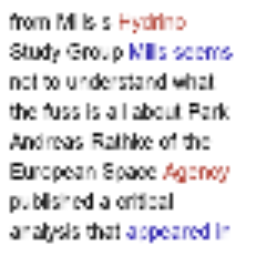 from Mills s Hydrino
Study Group Mills seems
not to understand what
the fuss is all about Park
Andreas Rathke of the
European Space Agency
published a critical
analysis that appeared in